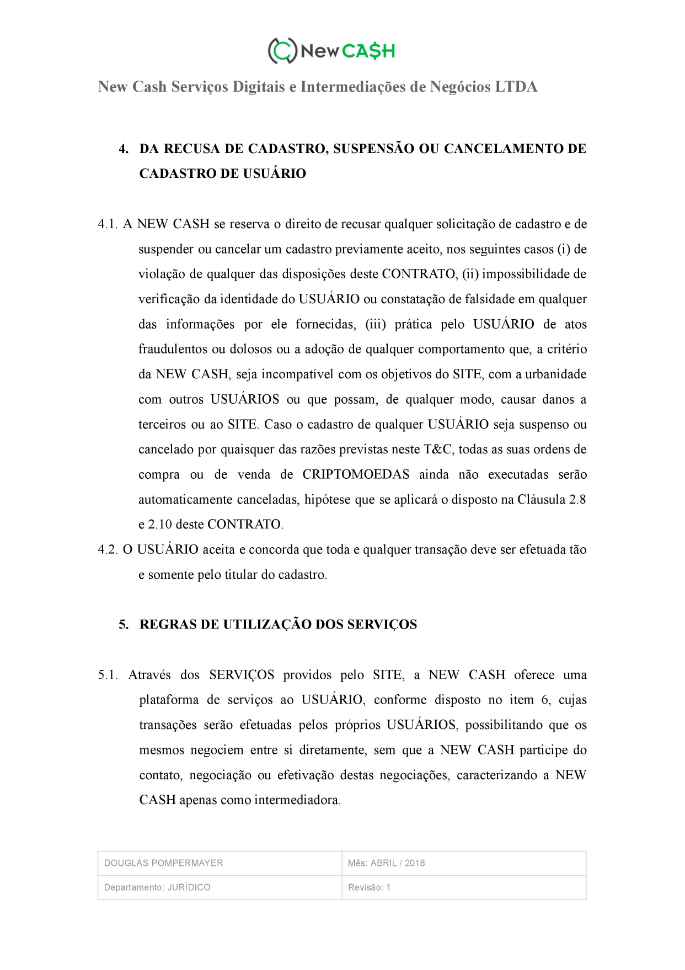 New CA$H
New Cash Serviços Digitais e Intermediações de Negócios LTDA
4. DA RECUSA DE CADASTRO, SUSPENSÃO OU CANCELAMENTO DE
CADASTRO DE USUÁRIO
4.1. A NEW CASH se reserva o direito de recusar qualquer solicitação de cadastro e de
suspender ou cancelar um cadastro previamente aceito, nos seguintes casos (i) de
violação de qualquer das disposições deste CONTRATO, (ii) impossibilidade de
verificação da identidade do USUÁRIO ou constatação de falsidade em qualquer
das informações por ele fornecidas, (iii) prática pelo USUÁRIO de atos
fraudulentos ou dolosos ou a adoção de qualquer comportamento que, a critério
da NEW CASH, seja incompatível com os objetivos do SITE, com a urbanidade
com outros USUÁRIOS ou que possam, de qualquer modo, causar danos a
terceiros ou ao SITE. Caso o cadastro de qualquer USUÁRIO seja suspenso ou
cancelado por quaisquer das razões previstas neste T&C, todas as suas ordens de
compra ou de venda de CRIPTOMOEDAS ainda não executadas serão
automaticamente canceladas, hipótese que se aplicará o disposto na Cláusula 2.8
e 2.10 deste CONTRATO.
4.2. O USUÁRIO aceita e concorda que toda e qualquer transação deve ser efetuada tão
e somente pelo titular do cadastro.
5. REGRAS DE UTILIZAÇÃO DOS SERVIÇOS
5.1. Através dos SERVIÇOS providos pelo SITE, a NEW CASH oferece uma
plataforma de serviços ao USUÁRIO, conforme disposto no item 6, cujas
transações serão efetuadas pelos próprios USUÁRIOS, possibilitando que os
mesmos negociem entre si diretamente, sem que a NEW CASH participe do
contato, negociação ou efetivação destas negociações, caracterizando a NEW
CASH apenas como intermediadora.
DOUGLAS POMPERMAYER
Mês: ABRIL / 2018
Departamento: JURÍDICO
Revisão: 1